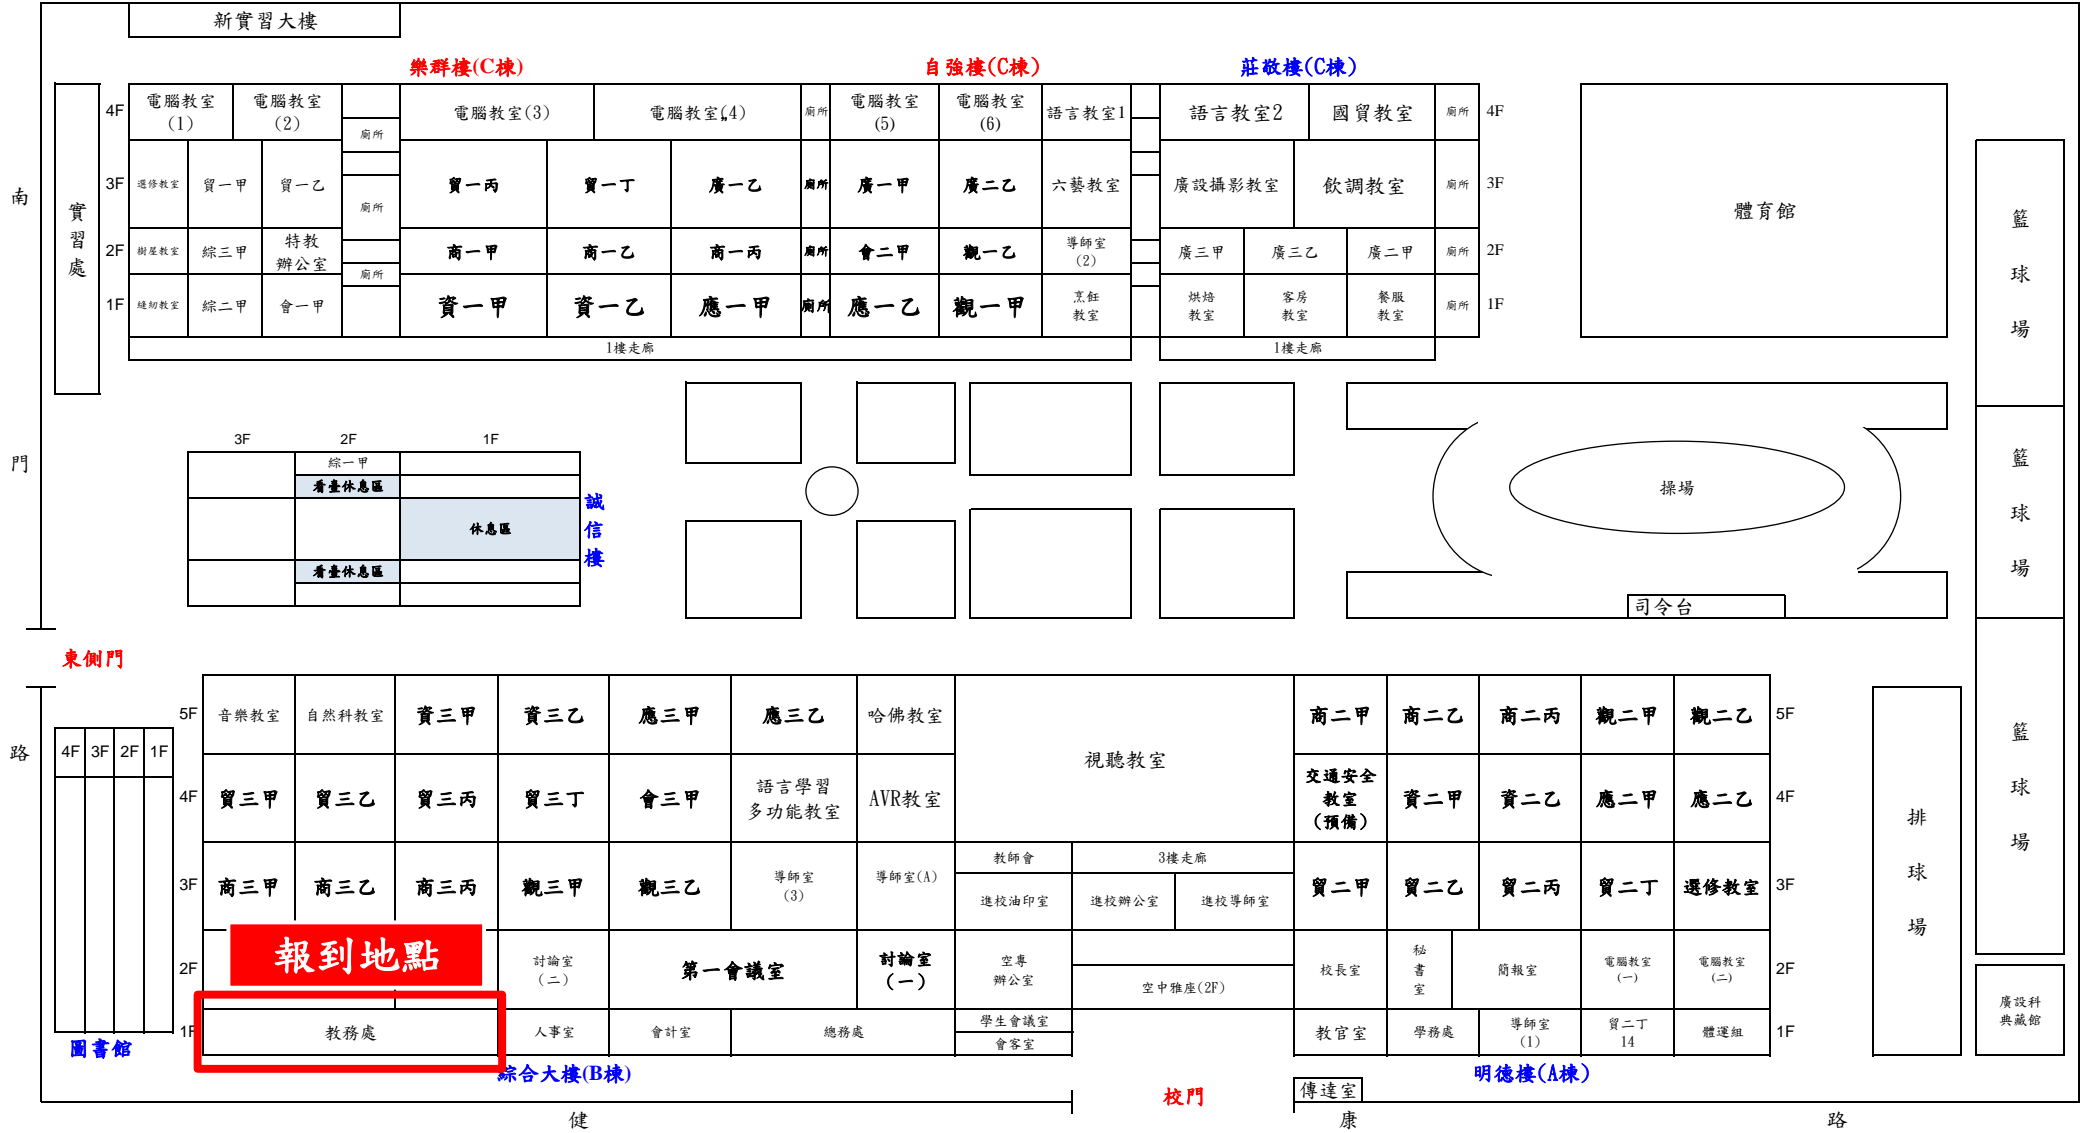 新實習大樓
樂群樓(C棟)
自強樓(C棟)
莊敬樓(C棟)
4F
電腦教室
(1)
電腦教室
(2)
廁所
電腦教室(3)
電腦教室(4)
廁所
電腦教室
(5)
電腦教室
(6)
語言教室1
語言教室2
國貿教室
廁所
4F
3F
選修教室
貿一甲
貿一乙
廁所
貿一丙
貿一丁
廣一乙
廁所
廣一甲
廣二乙
六藝教室
廣設攝影教室
飲調教室
廁所
3F
2F
樹屋教室
綜三甲
特教
辦公室
廁所
商一甲
商一乙
商一丙
廁所
會二甲
觀一乙
導師室
(2)
廣三甲
廣三乙
廣二甲
廁所
2F
1F
縫紉教室
綜二甲
會一甲
資一甲
資一乙
應一甲
廁所
應一乙
觀一甲
烹飪
教室
烘焙
教室
客房
教室
餐服
教室
廁所
1F
1樓走廊
1樓走廊
實習處
體育館
籃球場
籃球場
籃球場
南門路
3F
2F
1F
綜一甲
看臺休息區
休息區
看臺休息區
誠信樓
操場
司令台
東側門
5F
音樂教室
自然科教室
資三甲
資三乙
應三甲
應三乙
哈佛教室
視聽教室
商二甲
商二乙
商二丙
觀二甲
觀二乙
5F
4F
3F
2F
1F
4F
貿三甲
貿三乙
貿三丙
貿三丁
會三甲
語言學習
多功能教室
AVR教室
交通安全
教室
(預備)
資二甲
資二乙
應二甲
應二乙
4F
3F
商三甲
商三乙
商三丙
觀三甲
觀三乙
導師室
(3)
導師室(A)
教師會
3樓走廊
進校油印室
進校辦公室
進校導師室
貿二甲
貿二乙
貿二丙
貿二丁
選修教室
3F
排球場
2F
報到地點
討論室
(二)
第一會議室
討論室
(一)
空專
辦公室
空中雅座(2F)
校長室
秘書室
簡報室
電腦教室
(一)
電腦教室
(二)
2F
1F
教務處
人事室
會計室
總務處
學生會議室
會客室
教官室
學務處
導師室
(1)
貿二丁
14
體運組
1F
廣設科
典藏館
圖書館
綜合大樓(B棟)
明德樓(A棟)
校門
傳達室
健康路